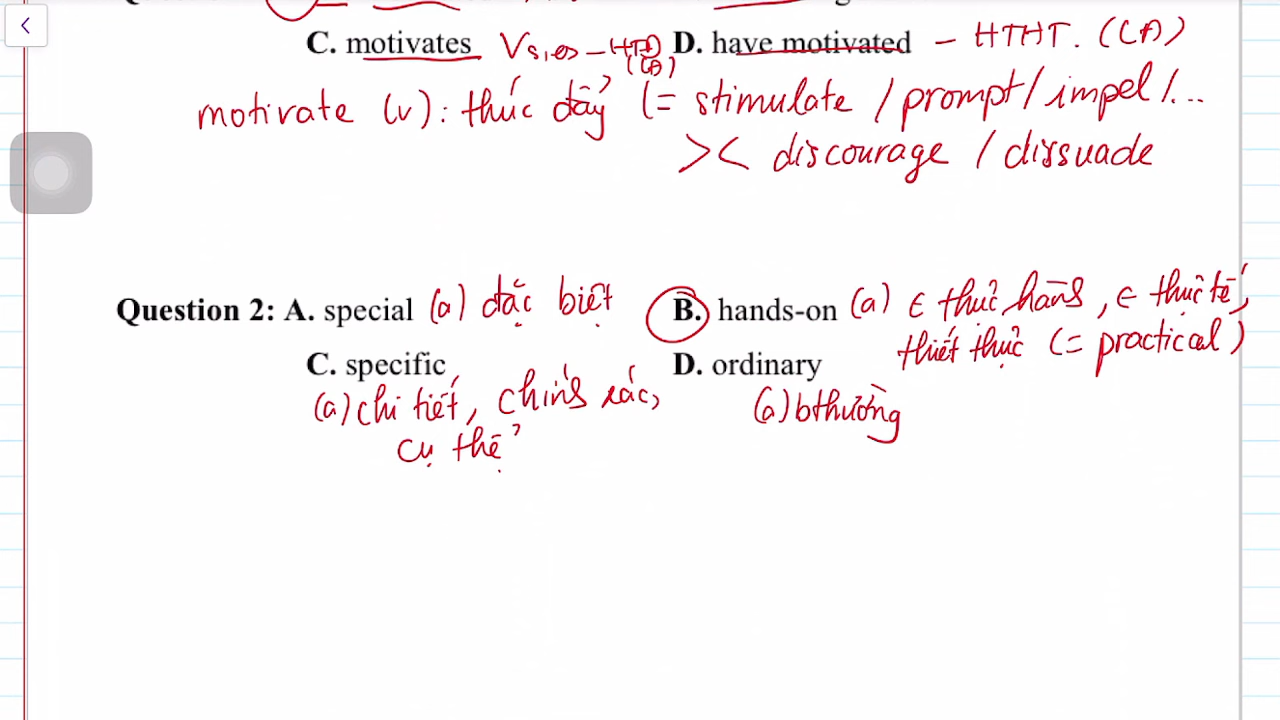 C. motivates Vs,es – HTĐ (CĐ) D. have motivated – HTHT. (CĐ)
motivate (v): thúc đẩy (= stimulate / prompt / impel /...
>< discourage / dissuade
Question 2: A. special (a) đặc biệt B. hands-on (a) ∈ thực hành, ∈ thực tế,
thiết thực (= practical)
C. specific D. ordinary
(a) chi tiết, chính xác, (a) bthường
cụ thể